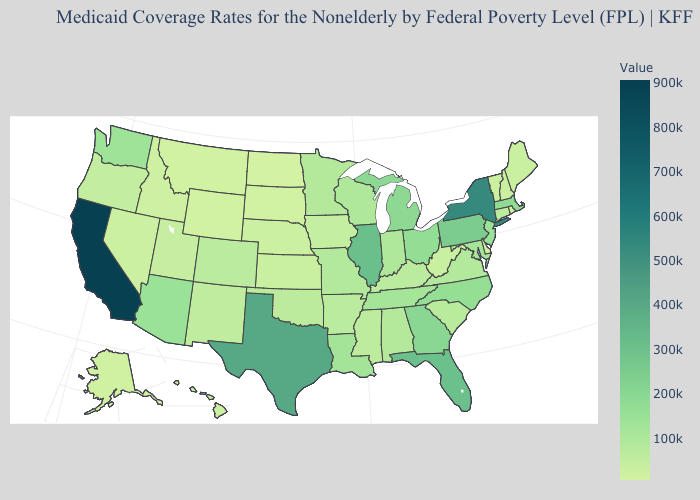 Medicaid Coverage Rates for the Nonelderly by Federal Poverty Level (FPL) | KFF
Value
900k
800k
700k
600k
500k
400k
300k
200k
100k